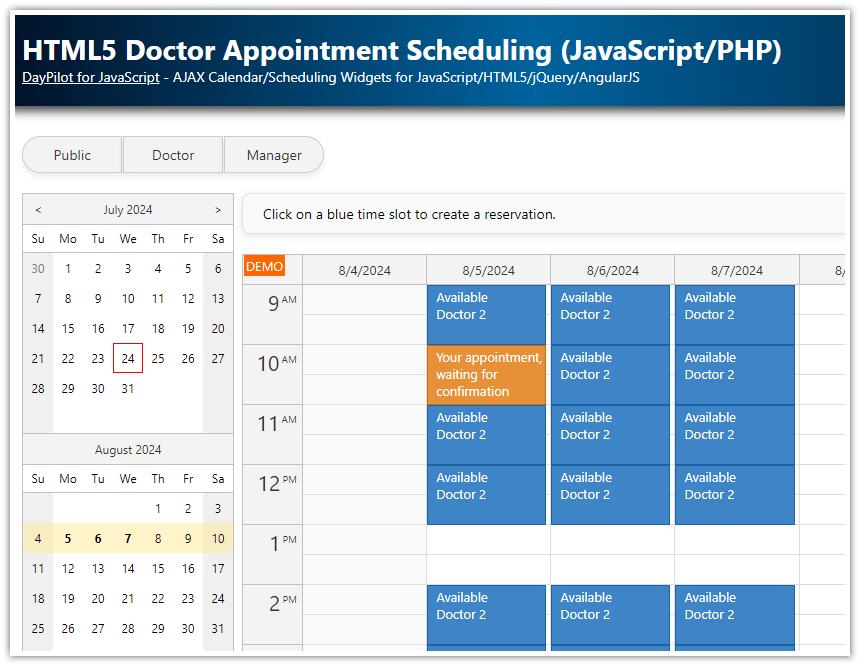 HTML5 Doctor Appointment Scheduling (JavaScript/PHP)
DayPilot for JavaScript - AJAX Calendar/Scheduling Widgets for JavaScript/HTML5/jQuery/AngularJS
Public Doctor Manager
< July 2024 >
Su Mo Tu We Th Fr Sa
30 1 2 3 4 5 6
7 8 9 10 11 12 13
14 15 16 17 18 19 20
21 22 23 24 25 26 27
28 29 30 31
August 2024
Su Mo Tu We Th Fr Sa
1 2 3
4 5 6 7 8 9 10
11 12 13 14 15 16 17
18 19 20 21 22 23 24
25 26 27 28 29 30 31
Click on a blue time slot to create a reservation.
DEMO 8/4/2024 8/5/2024 8/6/2024 8/7/2024 8/
9 AM Available Available Available
Doctor 2 Doctor 2 Doctor 2
10 AM Your appointment, Available Available
waiting for Doctor 2 Doctor 2
confirmation
11 AM Available Available Available
Doctor 2 Doctor 2 Doctor 2
12 PM Available Available Available
Doctor 2 Doctor 2 Doctor 2
1 PM
2 PM Available Available Available
Doctor 2 Doctor 2 Doctor 2